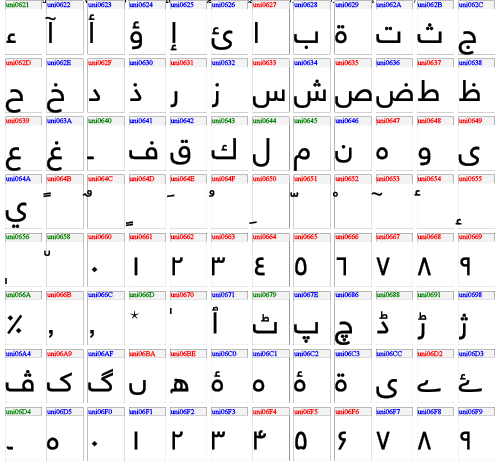 uni0621 uni0622 uni0623 uni0624 uni0625 uni0626 uni0627 uni0628 uni0629 uni062A uni062B uni062C
ء آ أ ؤ إ ئ ا ب ة ت ث ج
uni062D uni062E uni062F uni0630 uni0631 uni0632 uni0633 uni0634 uni0635 uni0636 uni0637 uni0638
ح خ د ذ ر ز س ش ص ض ط ظ
uni0639 uni063A uni0640 uni0641 uni0642 uni0643 uni0644 uni0645 uni0646 uni0647 uni0648 uni0649
ع غ ـ ف ق ك ل م ن ه و ى
uni064A uni064B uni064C uni064D uni064E uni064F uni0650 uni0651 uni0652 uni0653 uni0654 uni0655
ي ً ٌ ٍ َ ُ ِ ّ ْ ٓ ٔ ٕ
uni0656 uni0658 uni0660 uni0661 uni0662 uni0663 uni0664 uni0665 uni0666 uni0667 uni0668 uni0669
ٖ ٘ ٠ ١ ٢ ٣ ٤ ٥ ٦ ٧ ٨ ٩
uni066A uni066B uni066C uni066D uni0670 uni0671 uni0679 uni067E uni0686 uni0688 uni0691 uni0698
٪ ٫ ٬ ٭ ٰ ٱ ٹ پ چ ڈ ڑ ژ
uni06A4 uni06A9 uni06AF uni06BA uni06BE uni06C0 uni06C1 uni06C2 uni06C3 uni06CC uni06D2 uni06D3
ڤ ک گ ں ھ ۀ ہ ۂ ۃ ی ے ۓ
uni06D4 uni06D5 uni06F0 uni06F1 uni06F2 uni06F3 uni06F4 uni06F5 uni06F6 uni06F7 uni06F8 uni06F9
۔ ە ۰ ۱ ۲ ۳ ۴ ۵ ۶ ۷ ۸ ۹